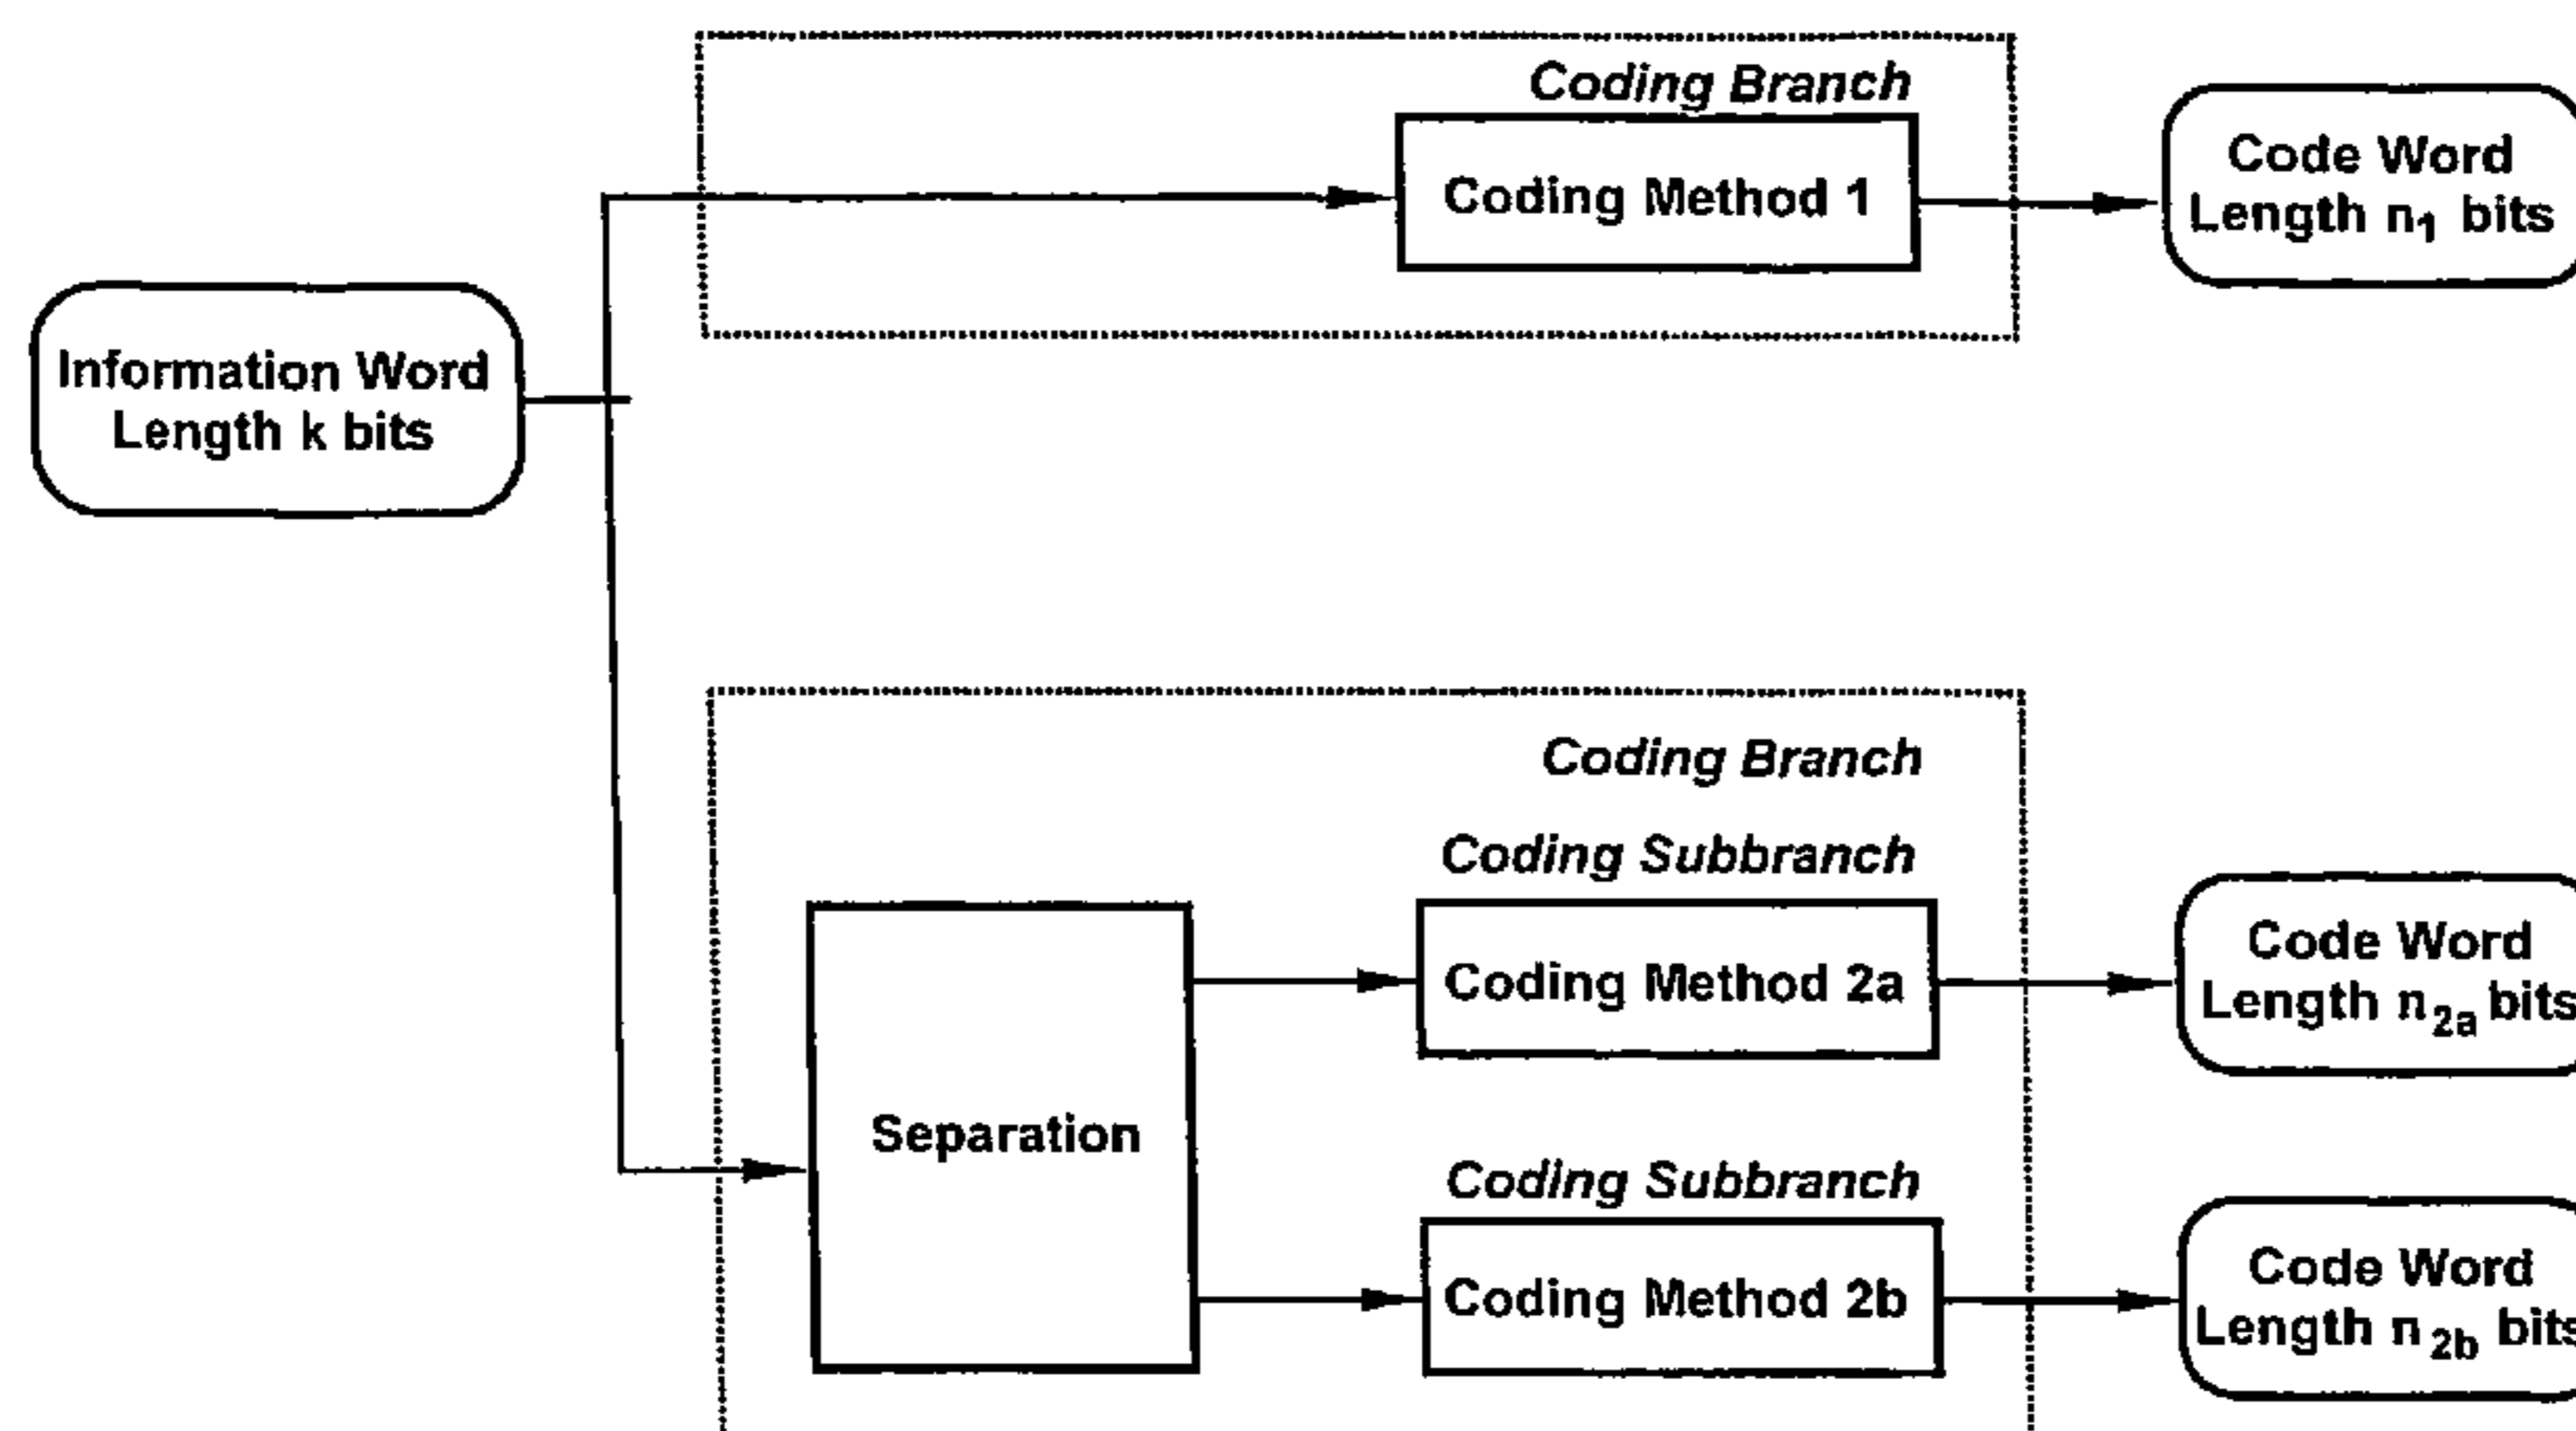 Coding Branch
Coding Method 1
Code Word
Length n₁ bits
Information Word
Length k bits
Coding Branch
Coding Subbranch
Coding Method 2a
Code Word
Length n₂ₐ bits
Separation
Coding Subbranch
Coding Method 2b
Code Word
Length n_2b bits